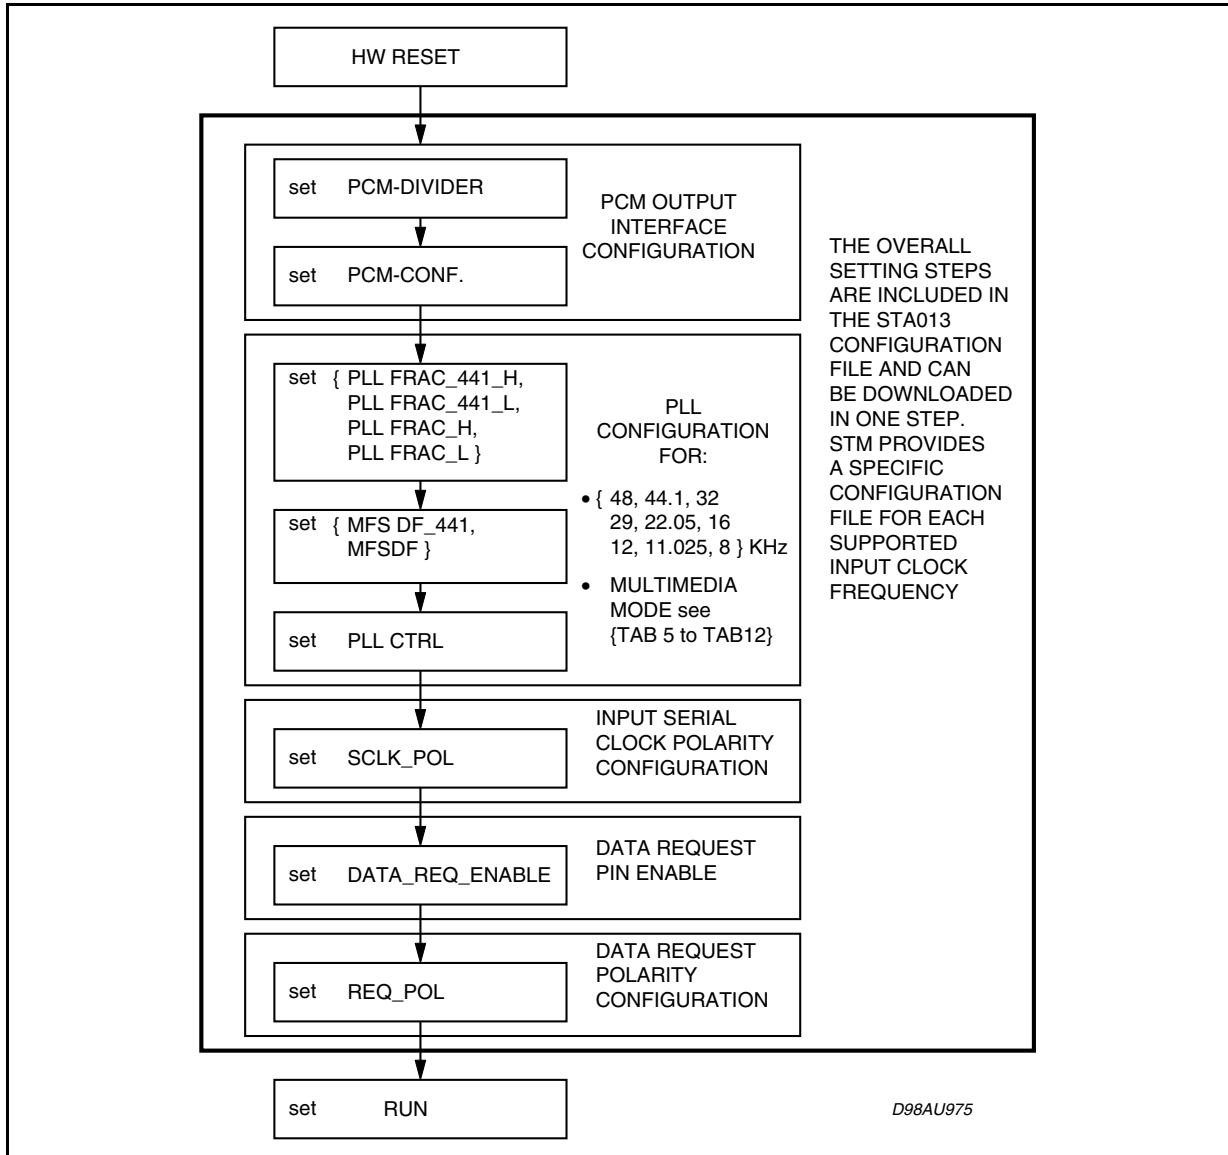 HW RESET
set PCM-DIVIDER
set PCM-CONF.
PCM OUTPUT
INTERFACE
CONFIGURATION
set { PLL FRAC_441_H,
PLL FRAC_441_L,
PLL FRAC_H,
PLL FRAC_L }
set { MFS DF_441,
MFSDF }
set PLL CTRL
PLL
CONFIGURATION
FOR:
• { 48, 44.1, 32
29, 22.05, 16
12, 11.025, 8 } KHz
• MULTIMEDIA
MODE see
{TAB 5 to TAB12}
set SCLK_POL
INPUT SERIAL
CLOCK POLARITY
CONFIGURATION
set DATA_REQ_ENABLE
DATA REQUEST
PIN ENABLE
set REQ_POL
DATA REQUEST
POLARITY
CONFIGURATION
THE OVERALL
SETTING STEPS
ARE INCLUDED IN
THE STA013
CONFIGURATION
FILE AND CAN
BE DOWNLOADED
IN ONE STEP.
STM PROVIDES
A SPECIFIC
CONFIGURATION
FILE FOR EACH
SUPPORTED
INPUT CLOCK
FREQUENCY
set RUN
D98AU975